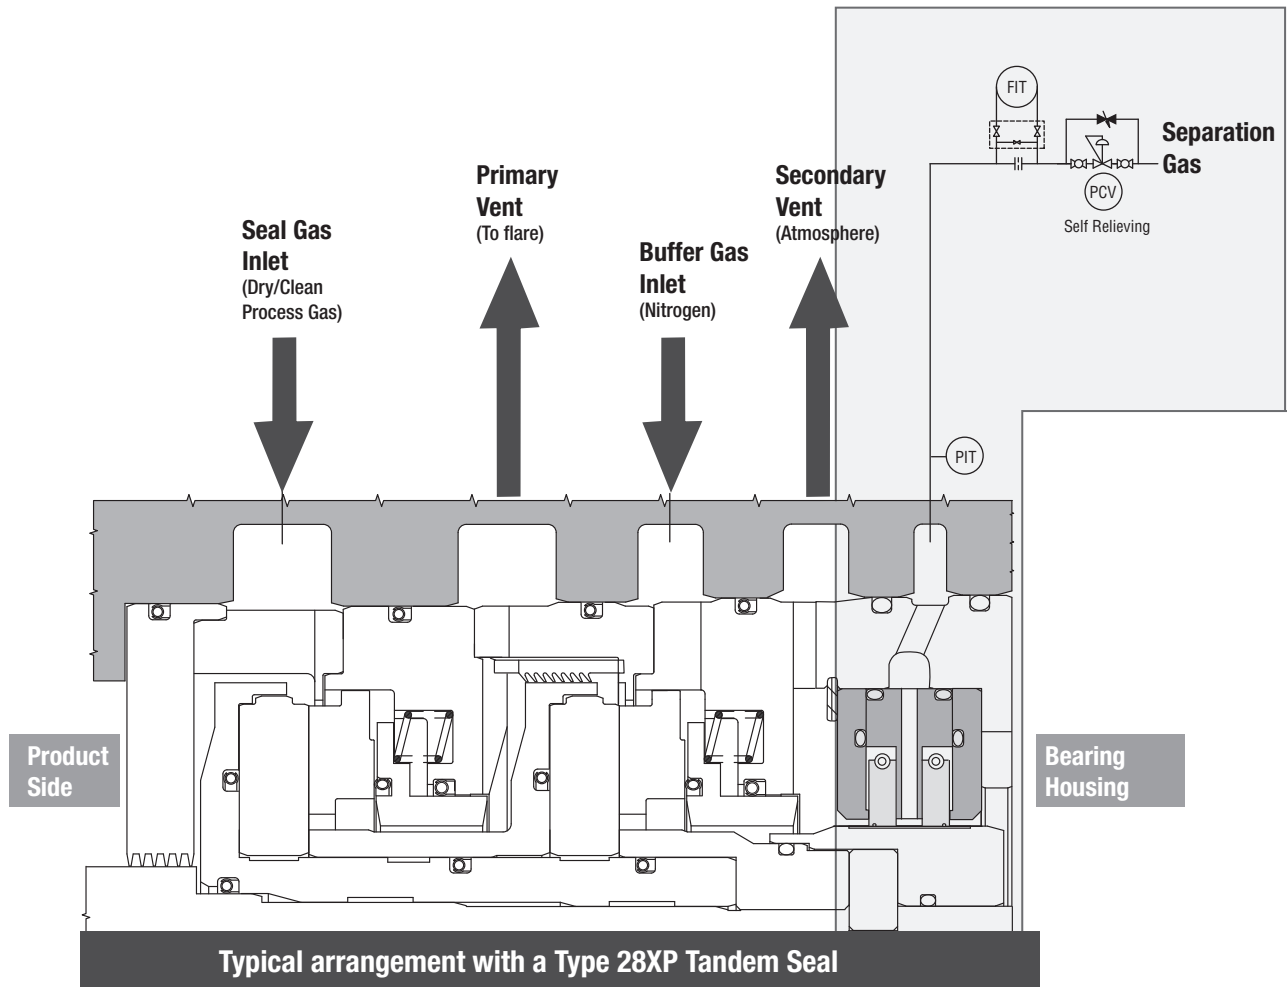 FIT
Separation
Gas
PCV
Self Relieving
Primary
Vent
(To flare)
Secondary
Vent
(Atmosphere)
Seal Gas
Inlet
(Dry/Clean
Process Gas)
Buffer Gas
Inlet
(Nitrogen)
PIT
Product
Side
Bearing
Housing
Typical arrangement with a Type 28XP Tandem Seal